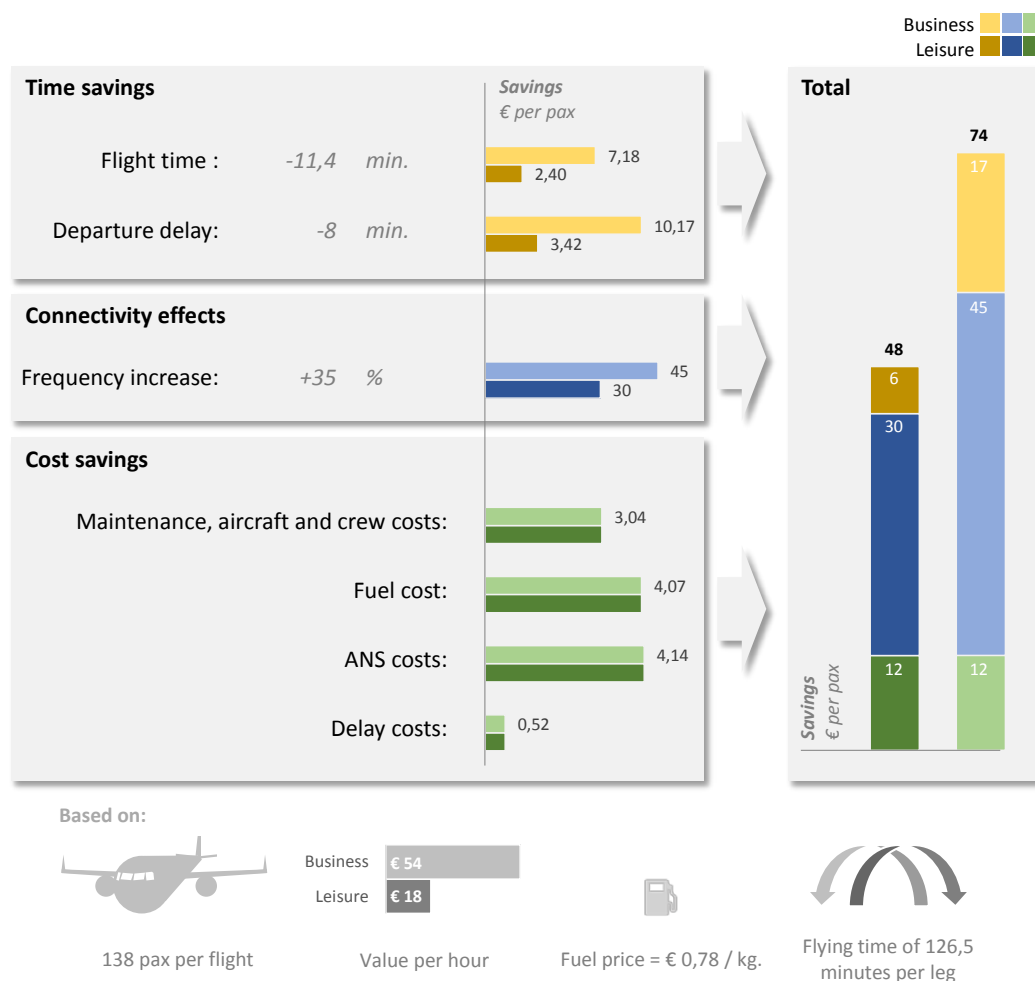 Business
Leisure
Time savings
Savings
€ per pax
Flight time : -11,4 min.
7,18
2,40
Departure delay: -8 min.
10,17
3,42
Connectivity effects
Frequency increase: +35 %
45
30
Cost savings
Maintenance, aircraft and crew costs:
3,04
Fuel cost:
4,07
ANS costs:
4,14
Delay costs:
0,52
Total
74
17
45
12
48
6
30
12
Savings
€ per pax
Based on:
138 pax per flight
Business € 54
Leisure € 18
Value per hour
Fuel price = € 0,78 / kg.
Flying time of 126,5
minutes per leg